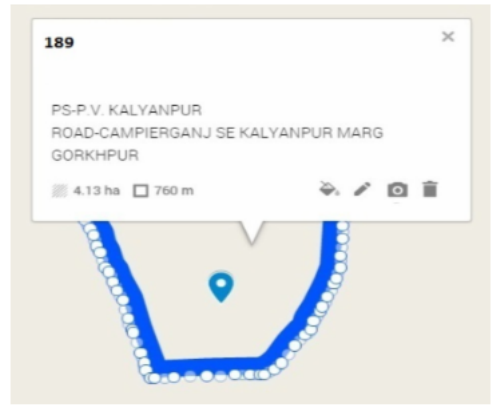 189
PS-P.V. KALYANPUR
ROAD-CAMPIERGANJ SE KALYANPUR MARG
GORKHPUR
4.13 ha 760 m